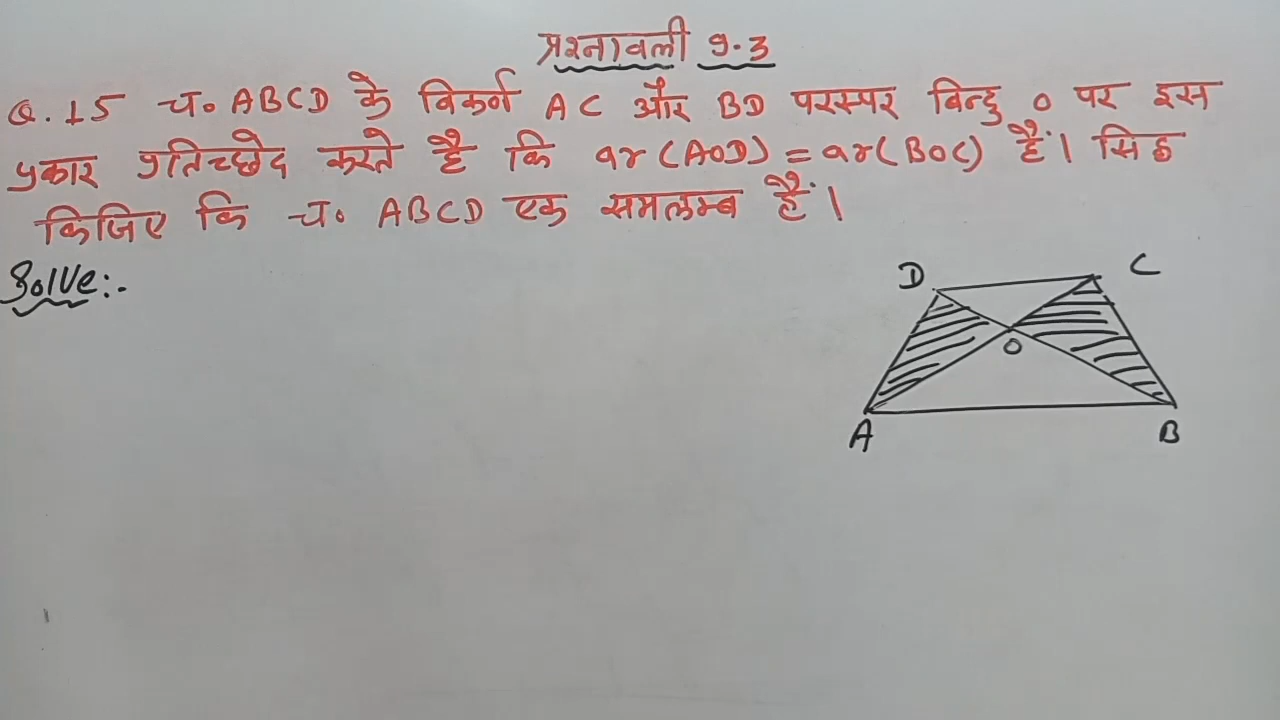 प्रश्नावली 9.3
Q.15 च० ABCD के विकर्ण AC और BD परस्पर बिन्दु O पर इस
प्रकार प्रतिच्छेद करते है कि ar(AOD) = ar(BOC) हैं। सिद्ध
किजिए कि च० ABCD एक समलम्ब हैं।
Solve:-
D
C
O
A
B